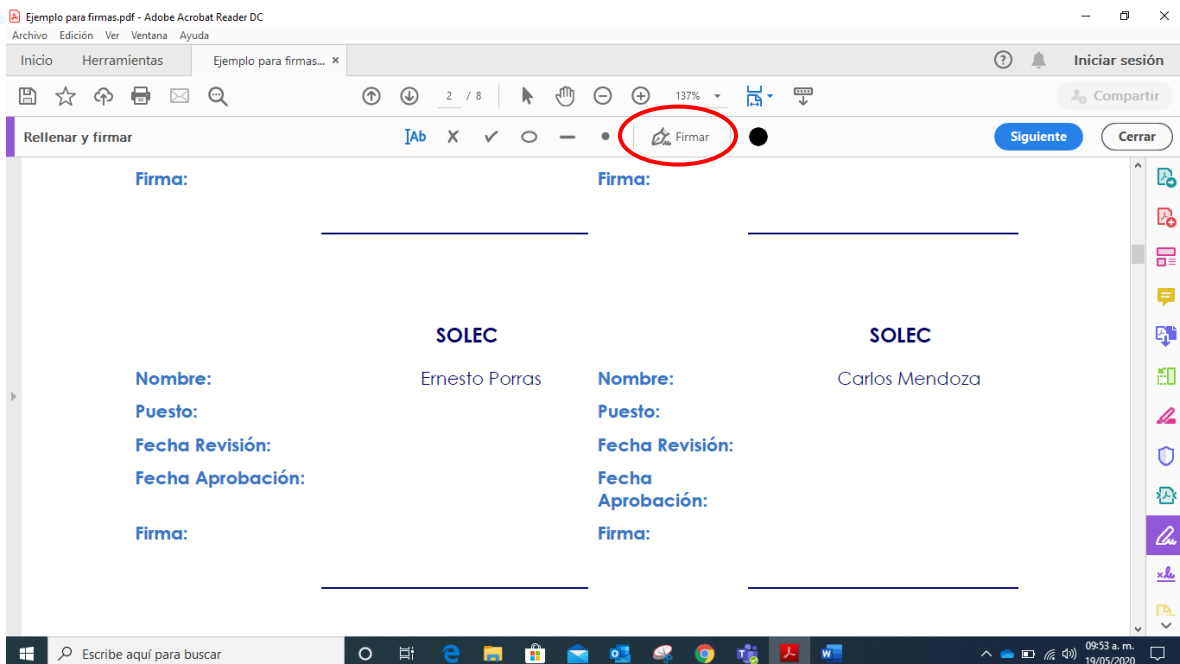 Ejemplo para firmas.pdf - Adobe Acrobat Reader DC
Archivo Edición Ver Ventana Ayuda
Inicio Herramientas Ejemplo para firmas... × Iniciar sesión
2 / 8 137% Compartir
Rellenar y firmar Ab Firmar Siguiente Cerrar
Firma: Firma:
SOLEC SOLEC
Nombre: Ernesto Porras Nombre: Carlos Mendoza
Puesto: Puesto:
Fecha Revisión: Fecha Revisión:
Fecha Aprobación: Fecha
Aprobación:
Firma: Firma:
Escribe aquí para buscar 09:53 a. m.
19/05/2020